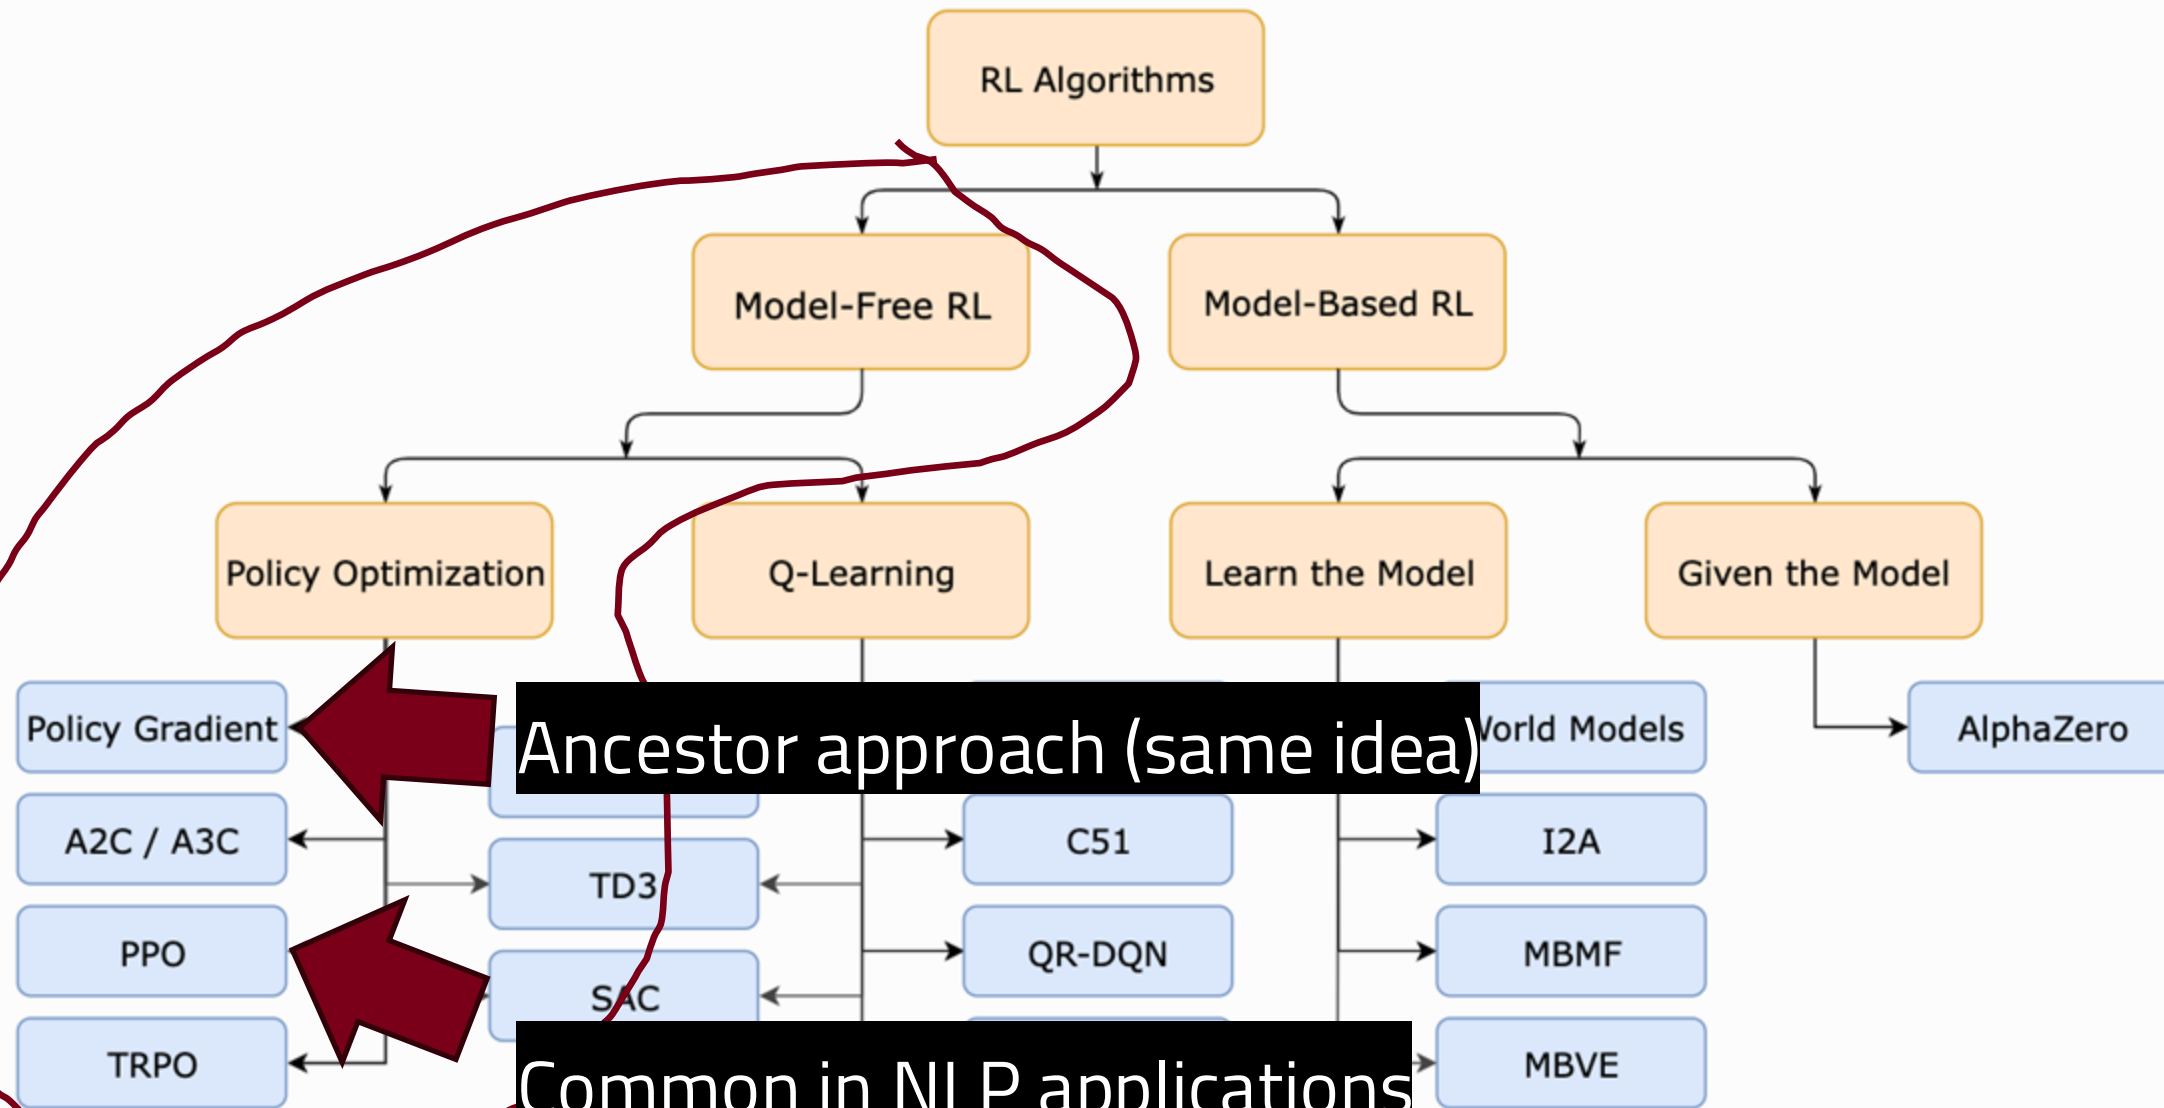 RL Algorithms
Model-Free RL
Model-Based RL
Policy Optimization
Q-Learning
Learn the Model
Given the Model
Policy Gradient
Ancestor approach (same idea)
World Models
AlphaZero
A2C / A3C
TD3
C51
I2A
PPO
SAC
QR-DQN
MBMF
TRPO
Common in NLP applications
MBVE